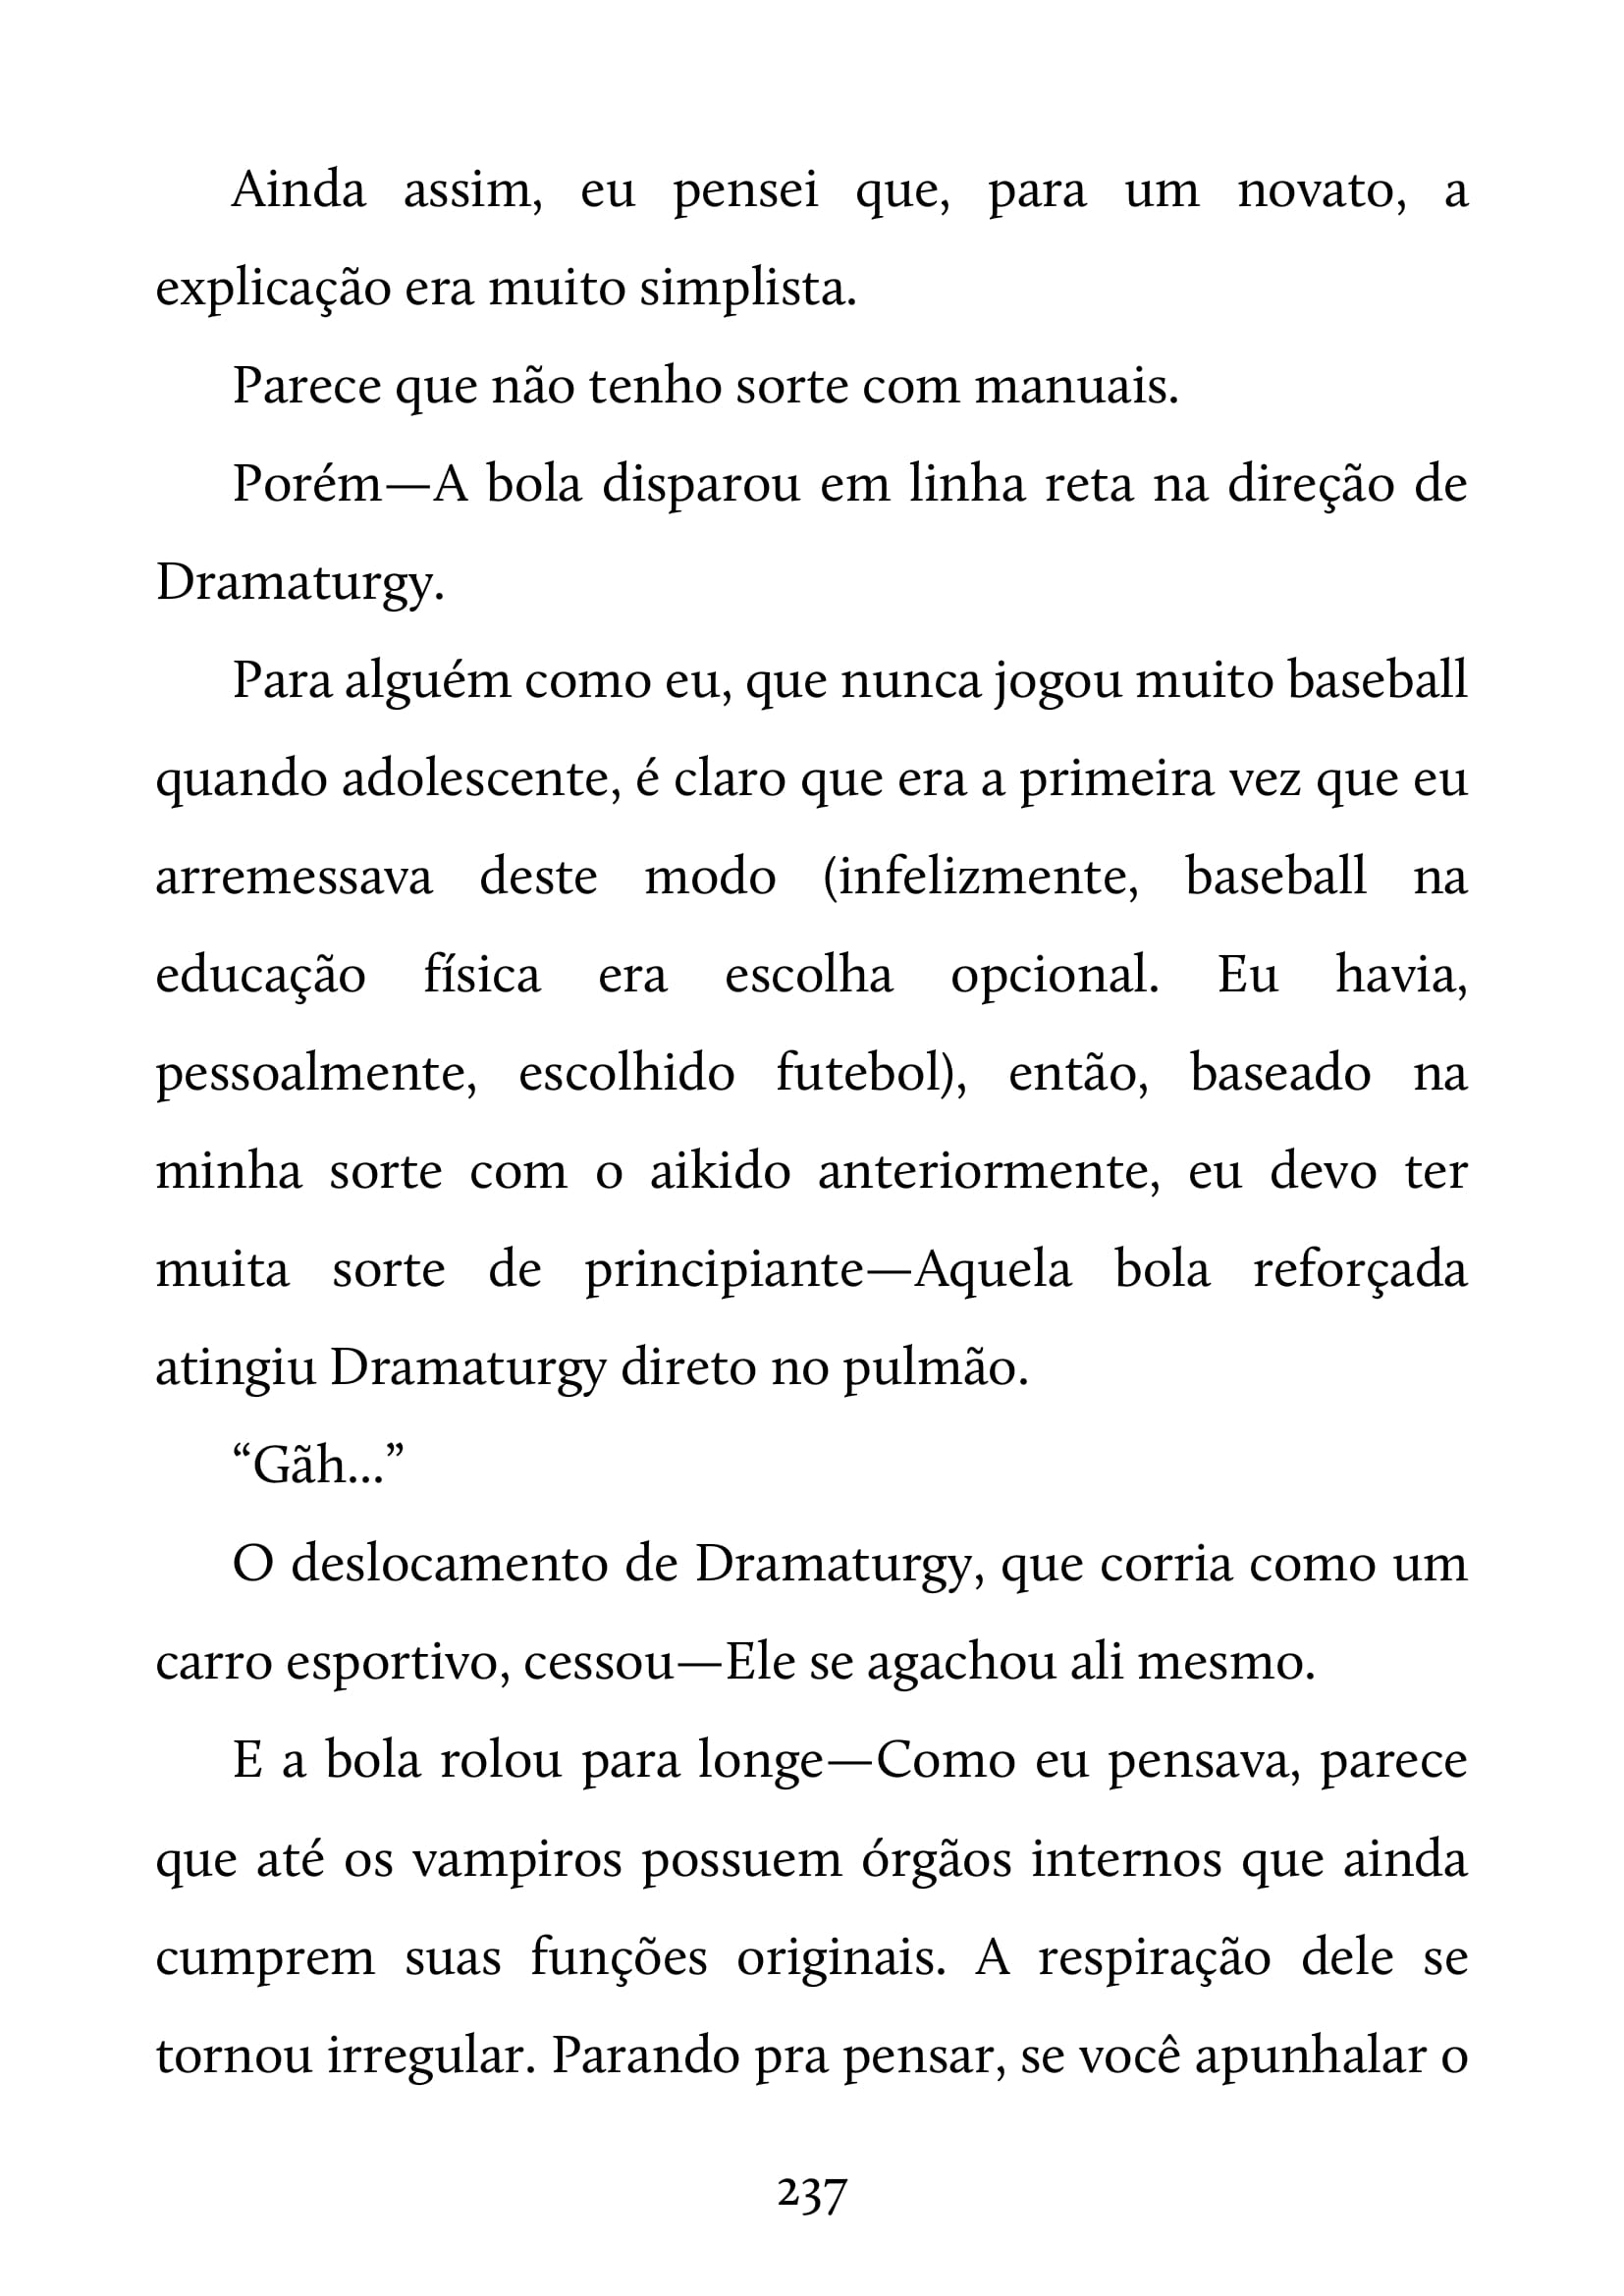 Ainda assim, eu pensei que, para um novato, a
explicação era muito simplista.
Parece que não tenho sorte com manuais.
Porém—A bola disparou em linha reta na direção de
Dramaturgy.
Para alguém como eu, que nunca jogou muito baseball
quando adolescente, é claro que era a primeira vez que eu
arremessava deste modo (infelizmente, baseball na
educação física era escolha opcional. Eu havia,
pessoalmente, escolhido futebol), então, baseado na
minha sorte com o aikido anteriormente, eu devo ter
muita sorte de principiante—Aquela bola reforçada
atingiu Dramaturgy direto no pulmão.
“Gãh...”
O deslocamento de Dramaturgy, que corria como um
carro esportivo, cessou—Ele se agachou ali mesmo.
E a bola rolou para longe—Como eu pensava, parece
que até os vampiros possuem órgãos internos que ainda
cumprem suas funções originais. A respiração dele se
tornou irregular. Parando pra pensar, se você apunhalar o
237